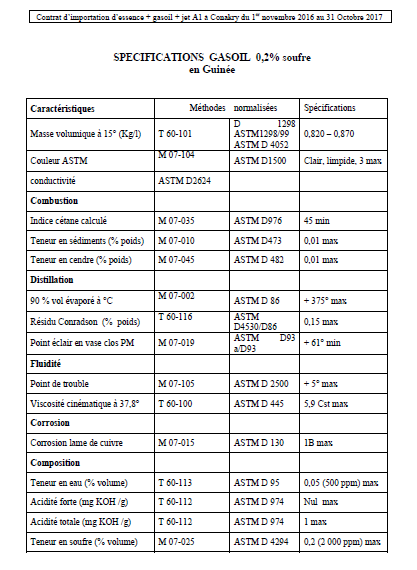 Contrat d'importation d'essence + gasoil + jet A1 à Conakry du 1er novembre 2016 au 31 Octobre 2017
SPECIFICATIONS GASOIL 0,2% soufre
en Guinée
Caractéristiques Méthodes normalisées Spécifications
Masse volumique à 15° (Kg/l) T 60-101 D 1298 ASTM1298/99 ASTM D 4052 0,820 – 0,870
Couleur ASTM M 07-104 ASTM D1500 Clair, limpide, 3 max
conductivité ASTM D2624
Combustion
Indice cétane calculé M 07-035 ASTM D976 45 min
Teneur en sédiments (% poids) M 07-010 ASTM D473 0,01 max
Teneur en cendre (% poids) M 07-045 ASTM D 482 0,01 max
Distillation
90 % vol évaporé à °C M 07-002 ASTM D 86 + 375° max
Résidu Conradson (% poids) T 60-116 ASTM D4530/D86 0,15 max
Point éclair en vase clos PM M 07-019 ASTM D93 a/D93 + 61° min
Fluidité
Point de trouble M 07-105 ASTM D 2500 + 5° max
Viscosité cinématique à 37,8° T 60-100 ASTM D 445 5,9 Cst max
Corrosion
Corrosion lame de cuivre M 07-015 ASTM D 130 1B max
Composition
Teneur en eau (% volume) T 60-113 ASTM D 95 0,05 (500 ppm) max
Acidité forte (mg KOH /g) T 60-112 ASTM D 974 Nul max
Acidité totale (mg KOH /g) T 60-112 ASTM D 974 1 max
Teneur en soufre (% volume) M 07-025 ASTM D 4294 0,2 (2 000 ppm) max